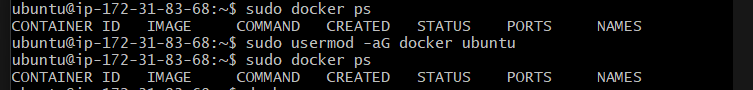 ubuntu@ip-172-31-83-68:~$ sudo docker ps
CONTAINER ID   IMAGE     COMMAND   CREATED   STATUS    PORTS     NAMES
ubuntu@ip-172-31-83-68:~$ sudo usermod -aG docker ubuntu
ubuntu@ip-172-31-83-68:~$ sudo docker ps
CONTAINER ID   IMAGE     COMMAND   CREATED   STATUS    PORTS     NAMES